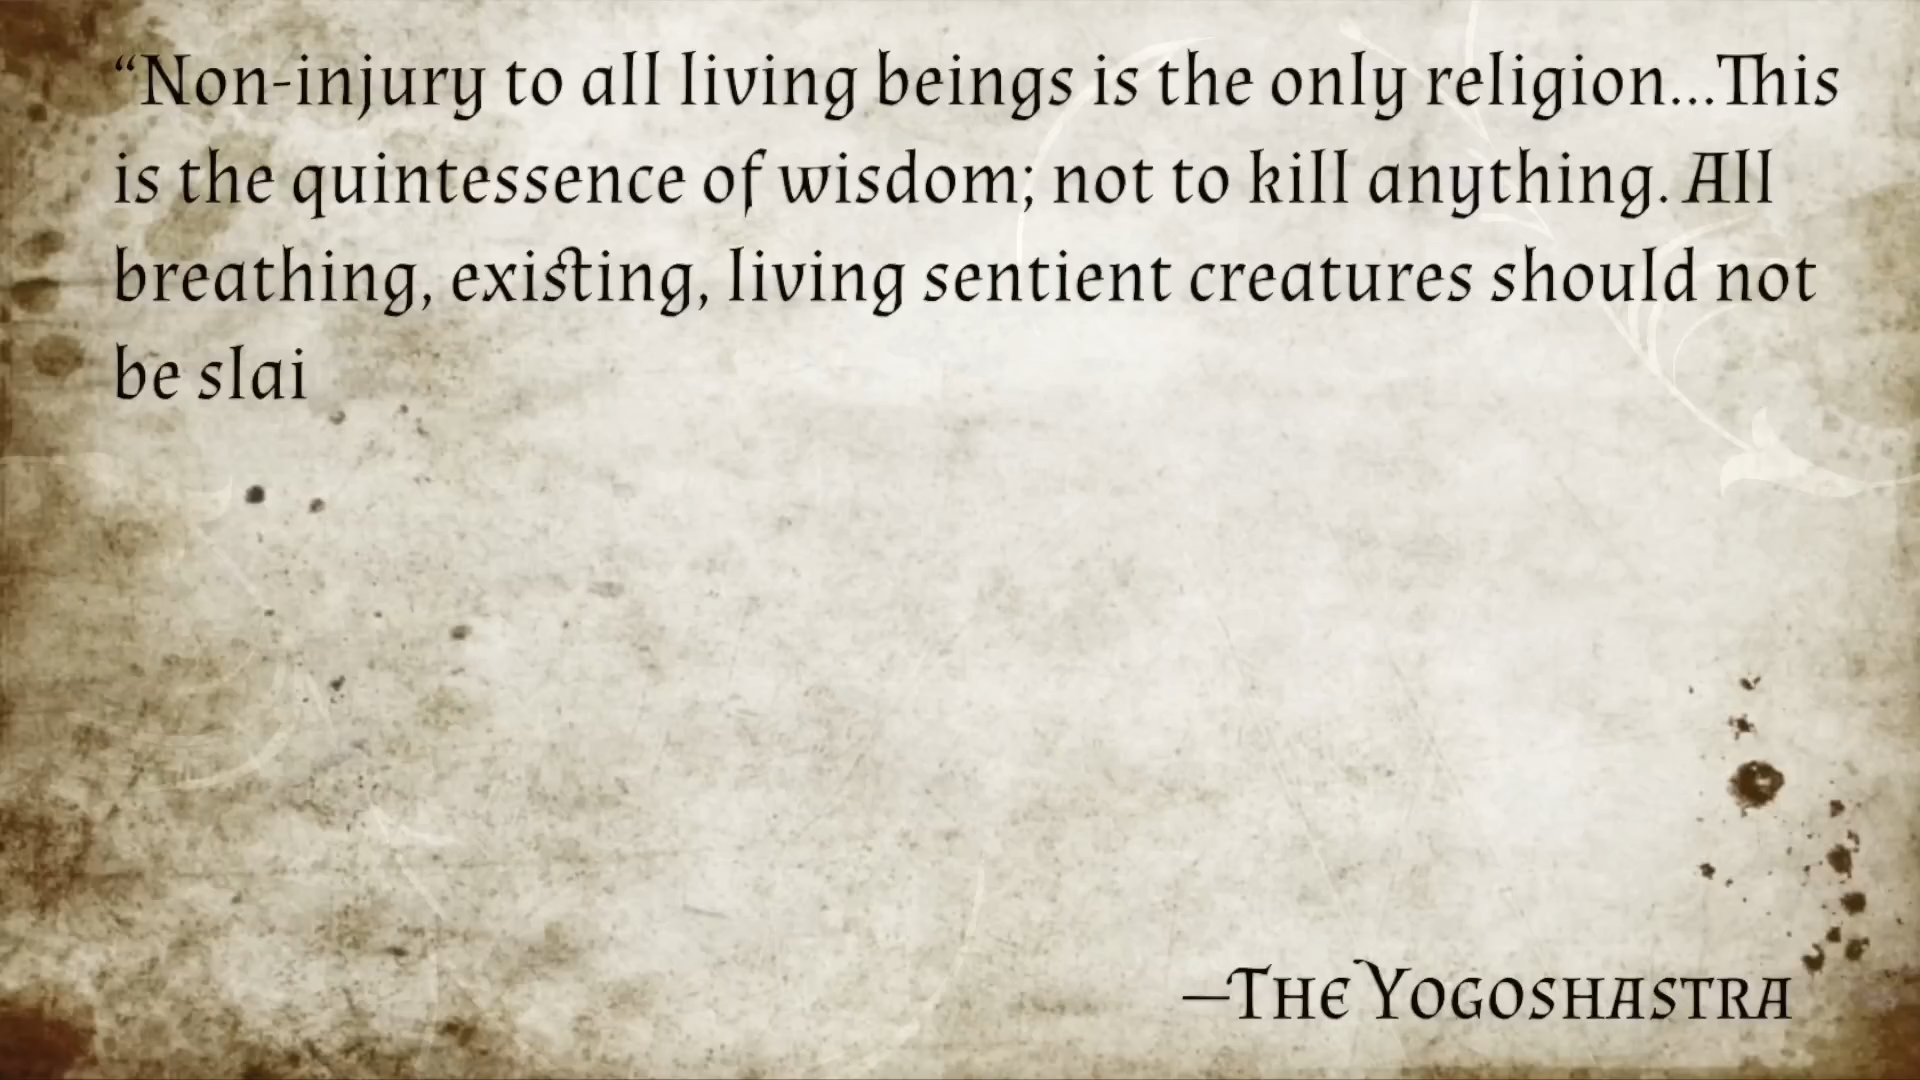 “Non-injury to all living beings is the only religion...This
is the quintessence of wisdom; not to kill anything. All
breathing, existing, living sentient creatures should not
be slai
—The Yogoshastra